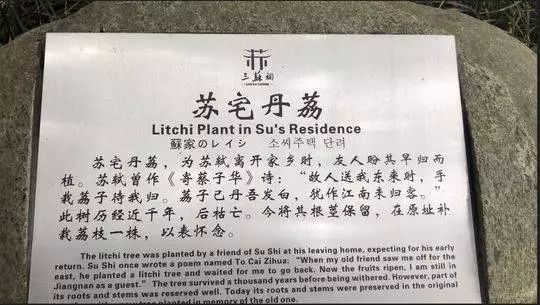 三蘇祠
苏宅丹荔
Litchi Plant in Su's Residence
蘇家のレイシ 소씨주택 단려
苏宅丹荔，为苏轼离开家乡时，友人盼其早归而
植。苏轼曾作《寄蔡子华》诗：“故人送我东来时，手
栽荔子待我归。荔子已丹吾发白，犹作江南未归客。”
此树历经近千年，后枯亡。今将其根茎保留，在原址补
栽荔枝一株，以表怀念。
The litchi tree was planted by a friend of Su Shi at his leaving home, expecting for his early
return. Su Shi once wrote a poem named To Cai Zihua: "When my old friend saw me off for the
east, he planted a litchi tree and waited for me to go back. Now the fruits ripen, I am still in
Jiangnan as a guest." The tree survived a thousand years before being withered. However, part of
its roots and stems was reserved well. Today its roots and stems were preserved in the original
planted in memory of the old one.